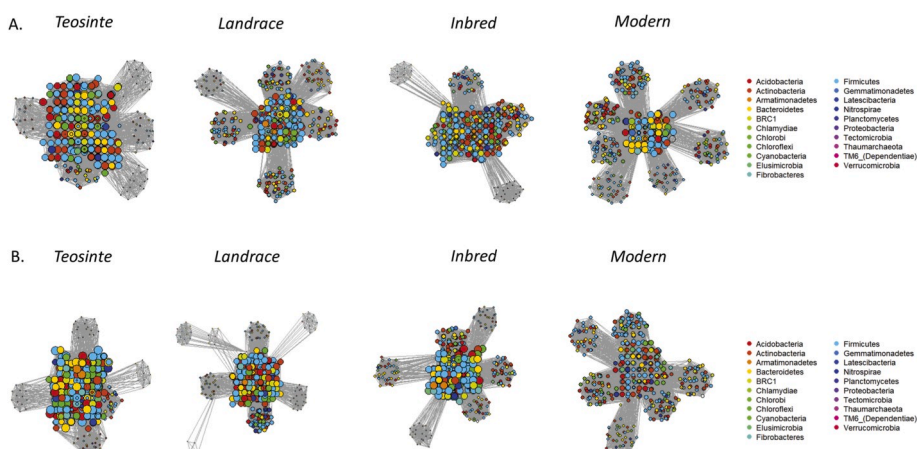 A.
Teosinte Landrace Inbred Modern
Acidobacteria Firmicutes
Actinobacteria Gemmatimonadetes
Armatimonadetes Latescibacteria
Bacteroidetes Nitrospirae
BRC1 Planctomycetes
Chlamydiae Proteobacteria
Chlorobi Tectomicrobia
Chloroflexi Thaumarchaeota
Cyanobacteria TM6_(Dependentiae)
Elusimicrobia Verrucomicrobia
Fibrobacteres
B.
Teosinte Landrace Inbred Modern
Acidobacteria Firmicutes
Actinobacteria Gemmatimonadetes
Armatimonadetes Latescibacteria
Bacteroidetes Nitrospirae
BRC1 Planctomycetes
Chlamydiae Proteobacteria
Chlorobi Tectomicrobia
Chloroflexi Thaumarchaeota
Cyanobacteria TM6_(Dependentiae)
Elusimicrobia Verrucomicrobia
Fibrobacteres